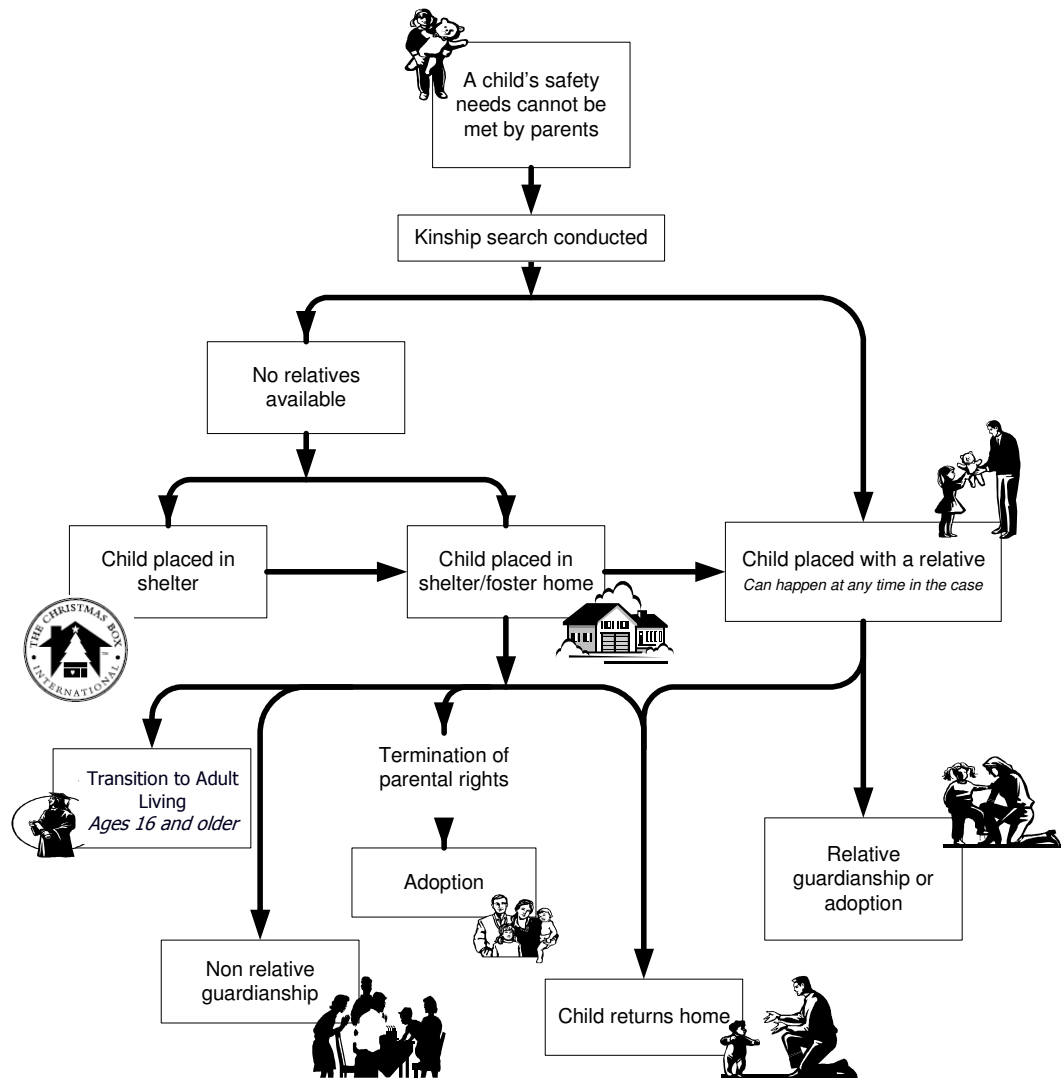 A child’s safety
needs cannot be
met by parents
Kinship search conducted
No relatives
available
Child placed in
shelter
Child placed in
shelter/foster home
Child placed with a relative
Can happen at any time in the case
THE CHRISTMAS BOX
INTERNATIONAL
Transition to Adult
Living
Ages 16 and older
Termination of
parental rights
Adoption
Relative
guardianship or
adoption
Non relative
guardianship
Child returns home